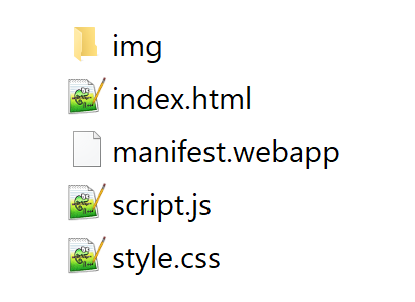 img
index.html
manifest.webapp
script.js
style.css